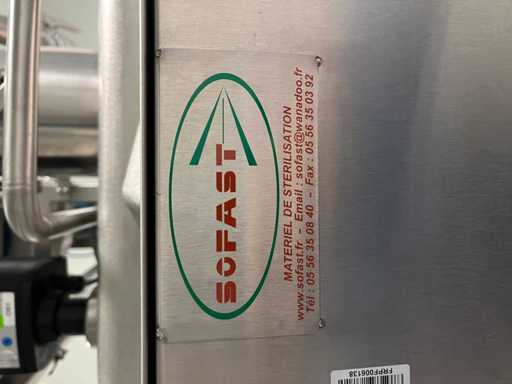 SOFAST
MATERIEL DE STERILISATION
www.sofast.fr - Email : sofast@wanadoo.fr
Tél : 05 56 35 08 40 - Fax : 05 56 35 03 92
FRPF006138